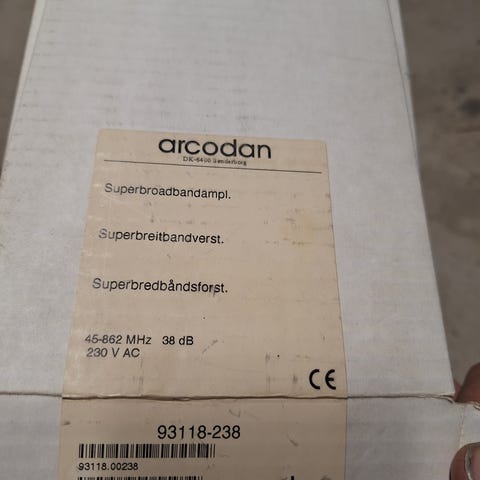 arcodan
DK-6400 Sønderborg
Superbroadbandampl.
Superbreitbandverst.
Superbredbåndsforst.
45-862 MHz 38 dB
230 V AC
CE
93118-238
93118.00238